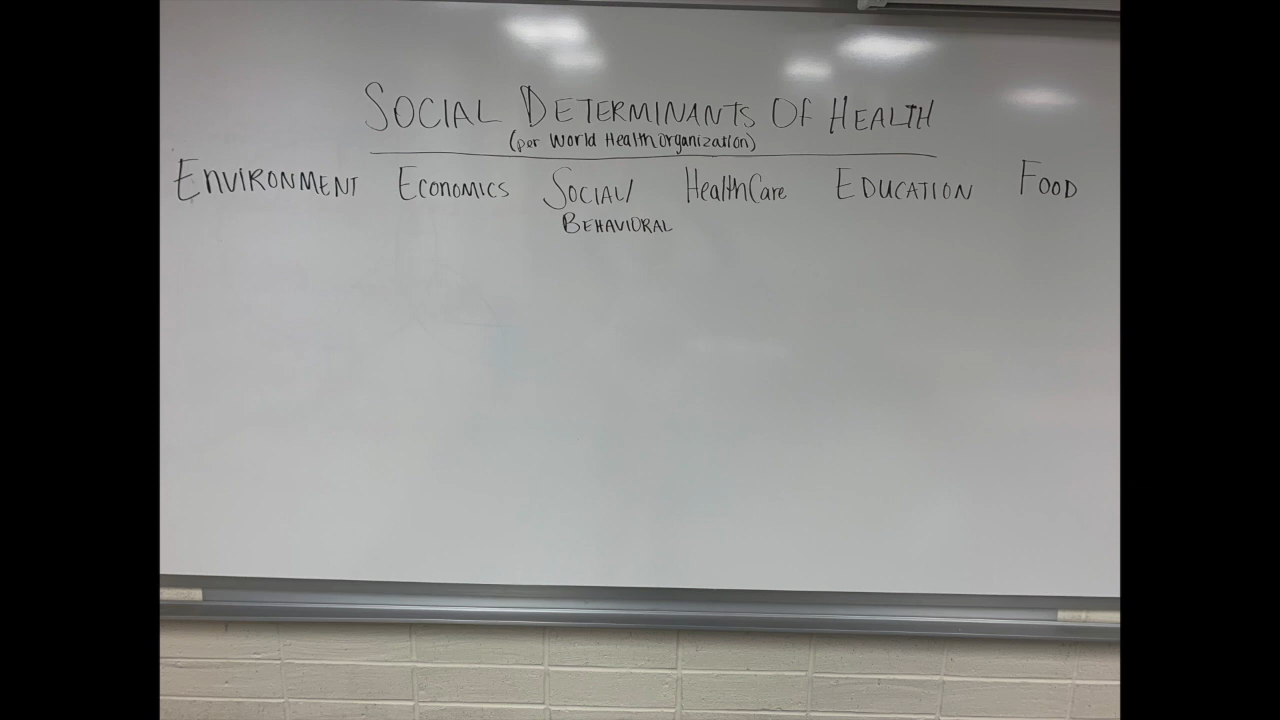 SOCIAL DETERMINANTS OF HEALTH
(per World Health Organization)
ENVIRONMENT ECONOMICS SOCIAL/ HealthCare EDUCATION FOOD
BEHAVIORAL